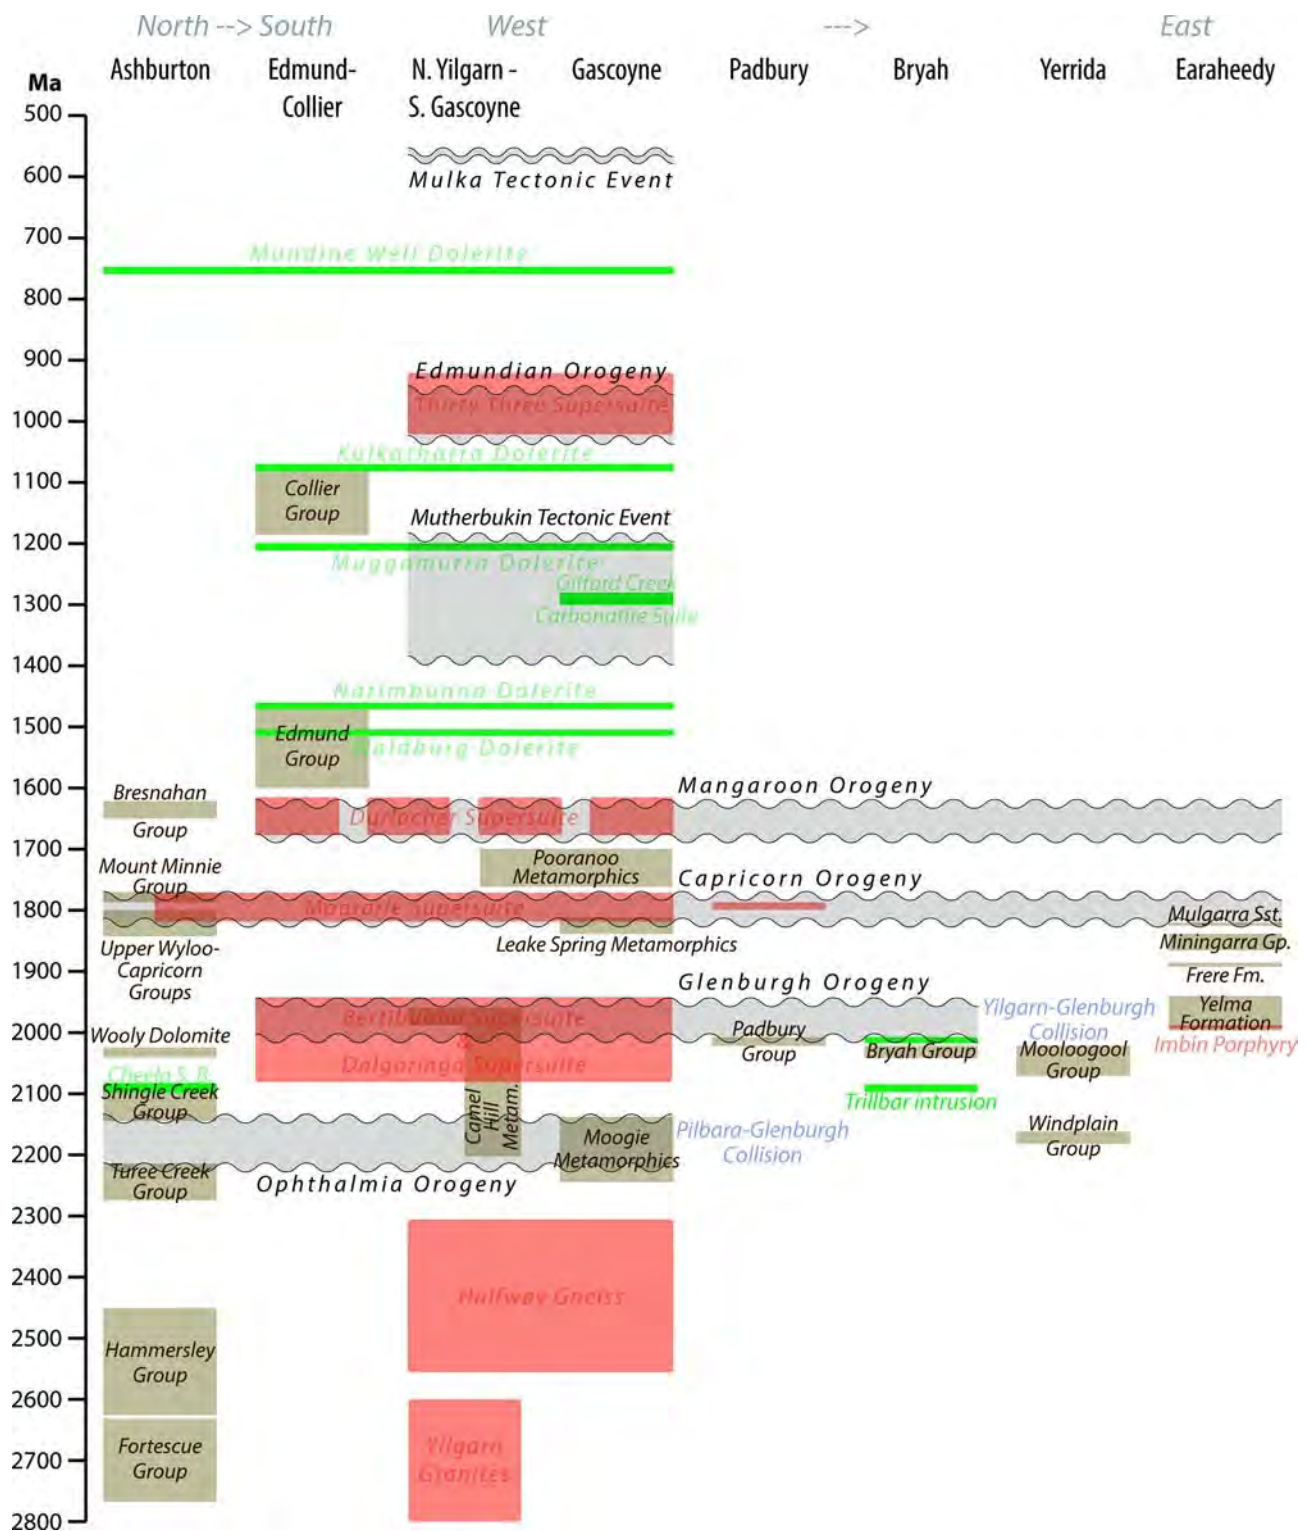 North --> South West ---> East
Ashburton Edmund- N. Yilgarn - Gascoyne Padbury Bryah Yerrida Earaheedy
Collier S. Gascoyne
Ma
500
600
Mulka Tectonic Event
700
Mundine Well Dolerite
800
900
Edmundian Orogeny
Thirty Three Supersuite
1000
Kulkatharra Dolerite
1100
Collier
Group
Mutherbukin Tectonic Event
1200
Muggamurra Dolerite
Gifford Creek
1300
Carbonatite Suite
1400
Narimbunna Dolerite
1500
Edmund
Group
Waldburg Dolerite
1600
Mangaroon Orogeny
Bresnahan
Group
Durlacher Supersuite
1700
Pooranoo
Metamorphics
Mount Minnie
Group
Capricorn Orogeny
1800
Moorarie Supersuite
Mulgarra Sst.
Upper Wyloo-
Capricorn
Groups
Leake Spring Metamorphics
Miningarra Gp.
1900
Frere Fm.
Glenburgh Orogeny
Bertibubba Supersuite
&
Dalgaringa Supersuite
Yilgarn-Glenburgh
Collision
Yelma
Formation
2000
Wooly Dolomite
Padbury
Group
Bryah Group
Mooloogool
Group
Imbin Porphyry
Cheela S. B.
2100
Shingle Creek
Group
Camel
Hill
Metam.
Trillbar intrusion
Moogie
Metamorphics
Pilbara-Glenburgh
Collision
Windplain
Group
2200
Turee Creek
Group
Ophthalmia Orogeny
2300
Halfway Gneiss
2400
2500
Hammersley
Group
2600
Fortescue
Group
Yilgarn
Granites
2700
2800